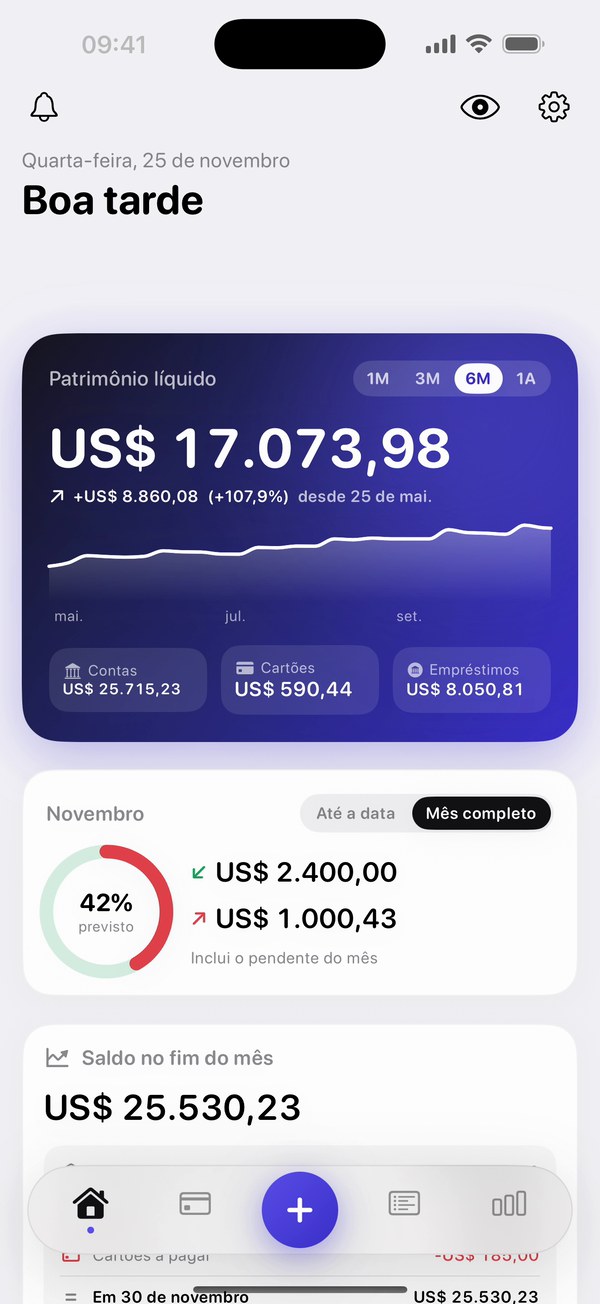 09:41
Quarta-feira, 25 de novembro
Boa tarde
Patrimônio líquido
1M 3M 6M 1A
US$ 17.073,98
+US$ 8.860,08 (+107,9%) desde 25 de mai.
mai. jul. set.
Contas
US$ 25.715,23
Cartões
US$ 590,44
Empréstimos
US$ 8.050,81
Novembro
Até a data Mês completo
42%
previsto
US$ 2.400,00
US$ 1.000,43
Inclui o pendente do mês
Saldo no fim do mês
US$ 25.530,23
Cartões a pagar -US$ 185,00
Em 30 de novembro US$ 25.530,23